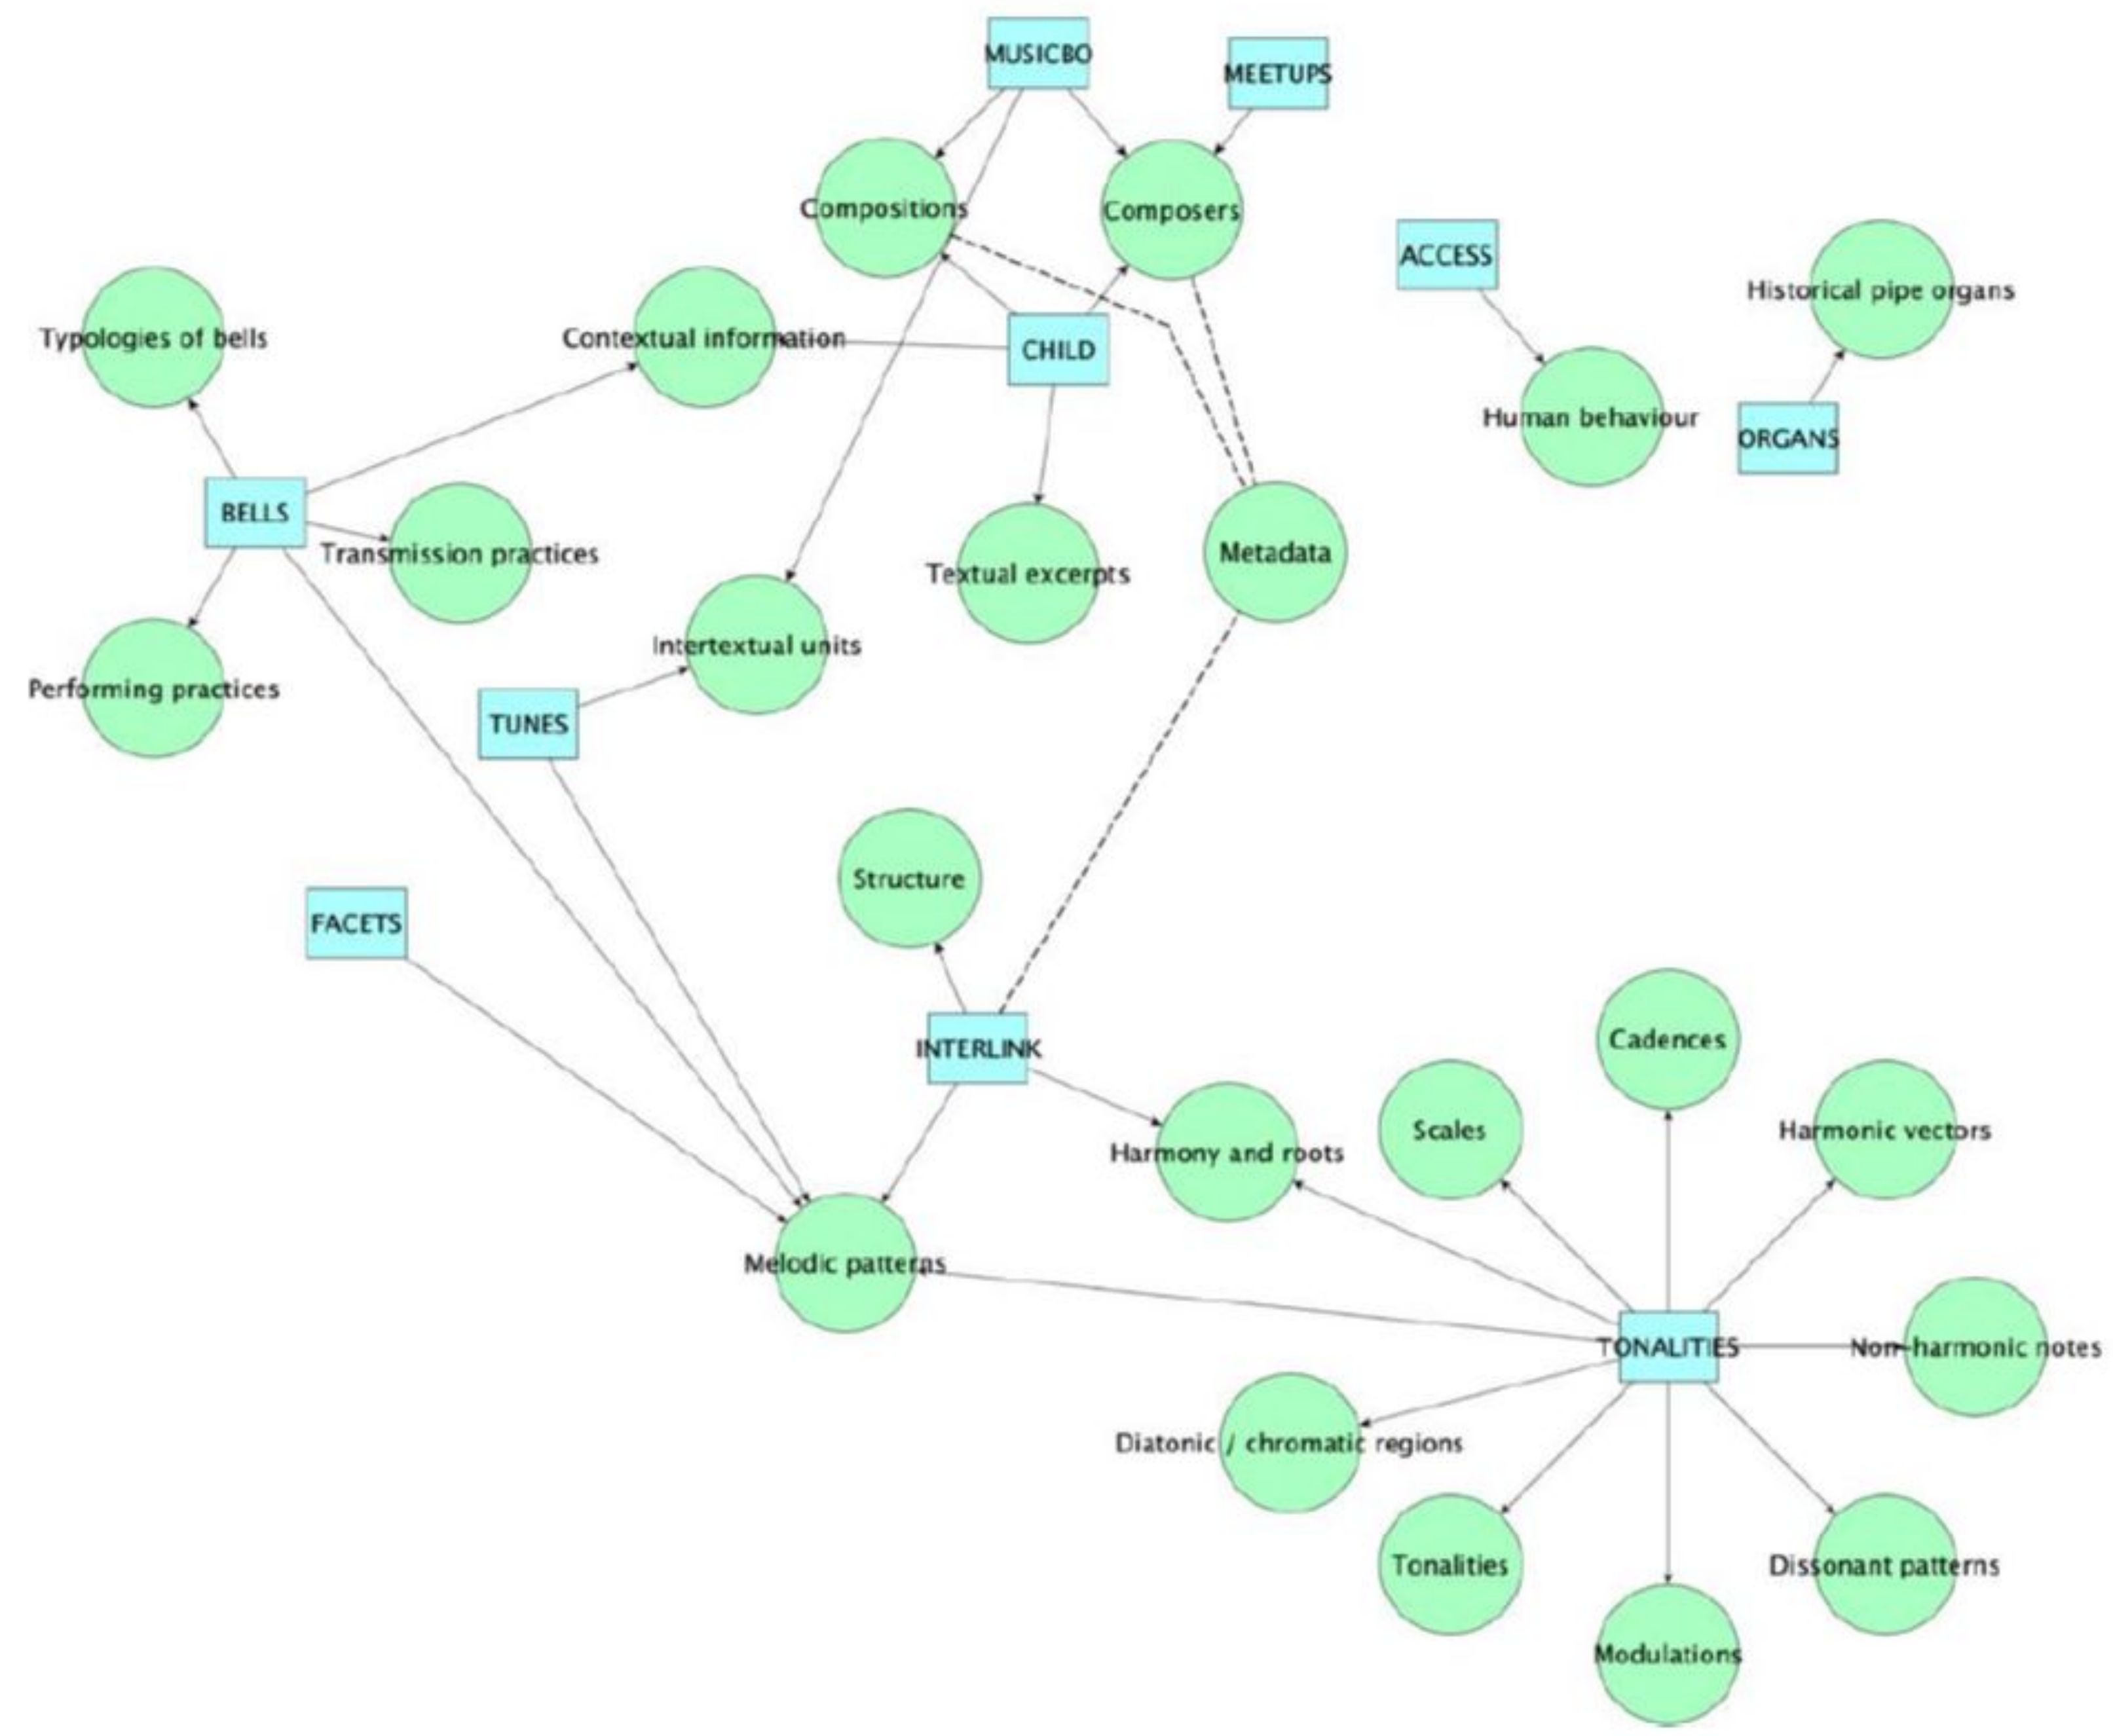 MUSICBO
MEETUPS
Compositions
Composers
ACCESS
Historical pipe organs
Typologies of bells
Contextual information
CHILD
Human behaviour
ORGANS
BELLS
Transmission practices
Textual excerpts
Metadata
Intertextual units
Performing practices
TUNES
Structure
FACETS
INTERLINK
Cadences
Scales
Harmonic vectors
Harmony and roots
Melodic patterns
TONALITIES
Non-harmonic notes
Diatonic / chromatic regions
Tonalities
Dissonant patterns
Modulations